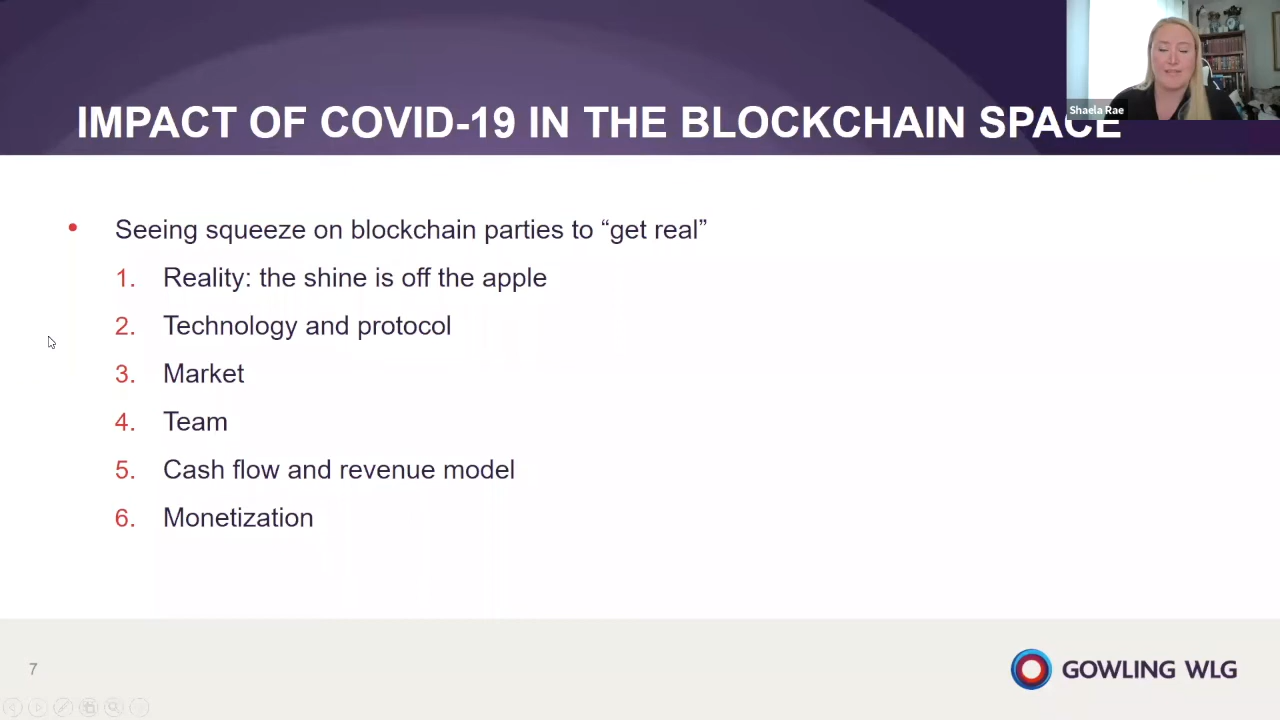 Shaela Rae
IMPACT OF COVID-19 IN THE BLOCKCHAIN SPACE
• Seeing squeeze on blockchain parties to “get real”
1. Reality: the shine is off the apple
2. Technology and protocol
3. Market
4. Team
5. Cash flow and revenue model
6. Monetization
7
GOWLING WLG